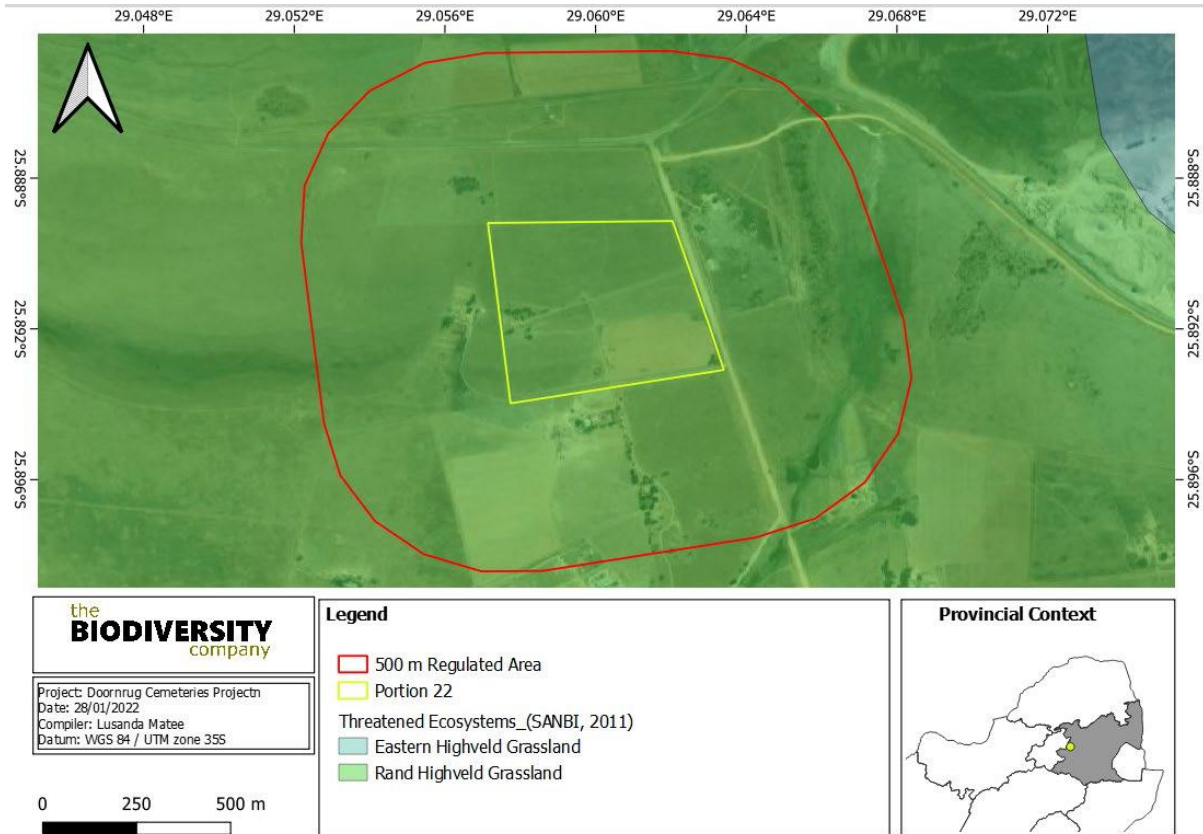 29.048°E 29.052°E 29.056°E 29.060°E 29.064°E 29.068°E 29.072°E
25.888°S 25.888°S
25.892°S 25.892°S
25.896°S 25.896°S
the
BIODIVERSITY
company
Project: Doornrug Cemeteries Projectn
Date: 28/01/2022
Compiler: Lusanda Matee
Datum: WGS 84 / UTM zone 35S
0 250 500 m
Legend
500 m Regulated Area
Portion 22
Threatened Ecosystems_(SANBI, 2011)
Eastern Highveld Grassland
Rand Highveld Grassland
Provincial Context